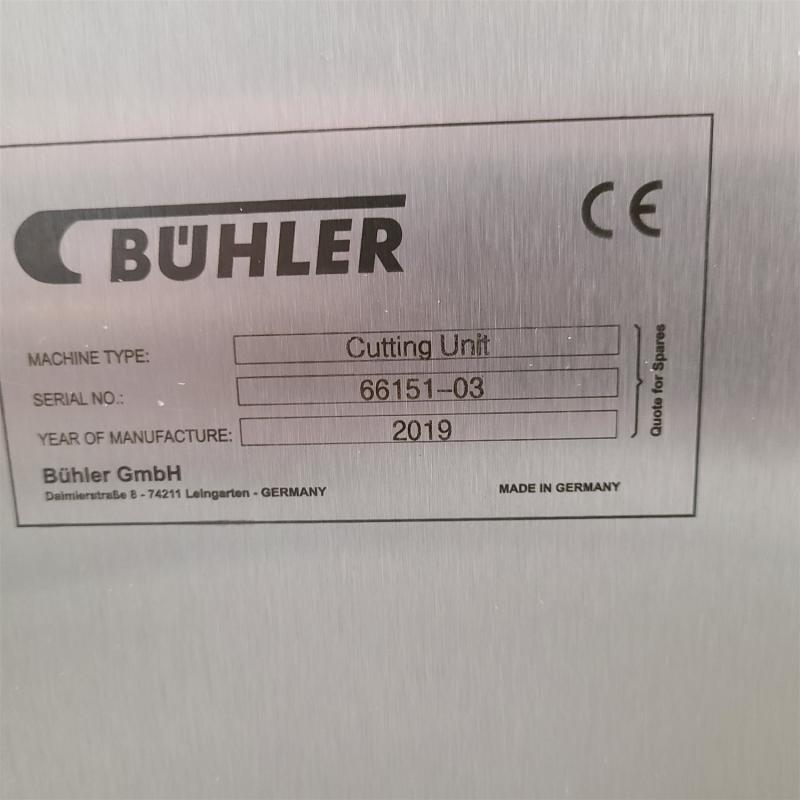 BÜHLER
CE
MACHINE TYPE: Cutting Unit
SERIAL NO.: 66151-03
YEAR OF MANUFACTURE: 2019
Quote for Spares
Bühler GmbH
Daimlerstraße 8 - 74211 Leingarten - GERMANY
MADE IN GERMANY